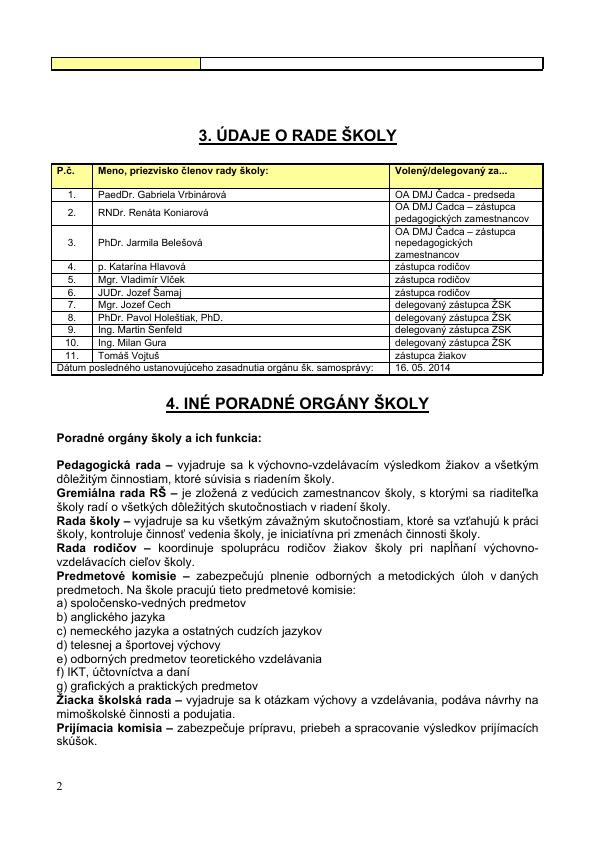 3. ÚDAJE O RADE ŠKOLY
P.č. Meno, priezvisko členov rady školy: Volený/delegovaný za...
1. PaedDr. Gabriela Vrbinárová OA DMJ Čadca - predseda
2. RNDr. Renáta Koniarová OA DMJ Čadca – zástupca
pedagogických zamestnancov
3. PhDr. Jarmila Belešová OA DMJ Čadca – zástupca
nepedagogických
zamestnancov
4. p. Katarína Hlavová zástupca rodičov
5. Mgr. Vladimír Vlček zástupca rodičov
6. JUDr. Jozef Šamaj zástupca rodičov
7. Mgr. Jozef Cech delegovaný zástupca ŽSK
8. PhDr. Pavol Holeštiak, PhD. delegovaný zástupca ŽSK
9. Ing. Martin Šenfeld delegovaný zástupca ŽSK
10. Ing. Milan Gura delegovaný zástupca ŽSK
11. Tomáš Vojtuš zástupca žiakov
Dátum posledného ustanovujúceho zasadnutia orgánu šk. samosprávy: 16. 05. 2014
4. INÉ PORADNÉ ORGÁNY ŠKOLY
Poradné orgány školy a ich funkcia:
Pedagogická rada – vyjadruje sa k výchovno-vzdelávacím výsledkom žiakov a všetkým
dôležitým činnostiam, ktoré súvisia s riadením školy.
Gremiálna rada RŠ – je zložená z vedúcich zamestnancov školy, s ktorými sa riaditeľka
školy radí o všetkých dôležitých skutočnostiach v riadení školy.
Rada školy – vyjadruje sa ku všetkým závažným skutočnostiam, ktoré sa vzťahujú k práci
školy, kontroluje činnosť vedenia školy, je iniciatívna pri zmenách činnosti školy.
Rada rodičov – koordinuje spoluprácu rodičov žiakov školy pri napĺňaní výchovno-
vzdelávacích cieľov školy.
Predmetové komisie – zabezpečujú plnenie odborných a metodických úloh v daných
predmetoch. Na škole pracujú tieto predmetové komisie:
a) spoločensko-vedných predmetov
b) anglického jazyka
c) nemeckého jazyka a ostatných cudzích jazykov
d) telesnej a športovej výchovy
e) odborných predmetov teoretického vzdelávania
f) IKT, účtovníctva a daní
g) grafických a praktických predmetov
Žiacka školská rada – vyjadruje sa k otázkam výchovy a vzdelávania, podáva návrhy na
mimoškolské činnosti a podujatia.
Prijímacia komisia – zabezpečuje prípravu, priebeh a spracovanie výsledkov prijímacích
skúšok.
2